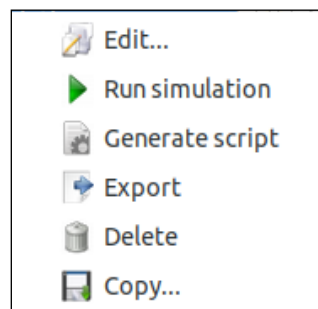 Edit...
Run simulation
Generate script
Export
Delete
Copy...